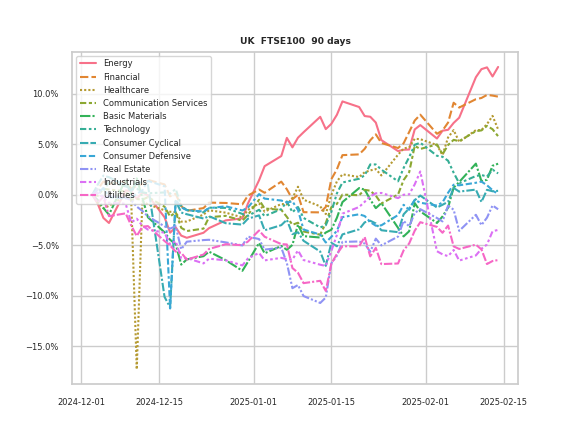 UK FTSE100 90 days
Energy
Financial
Healthcare
Communication Services
Basic Materials
Technology
Consumer Cyclical
Consumer Defensive
Real Estate
Industrials
Utilities
10.0%
5.0%
0.0%
−5.0%
−10.0%
−15.0%
2024-12-01 2024-12-15 2025-01-01 2025-01-15 2025-02-01 2025-02-15